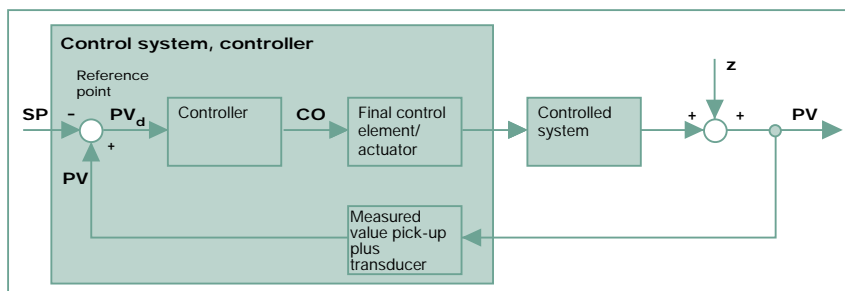 Control system, controller
z
Reference
point
SP
-
PVd
Controller
CO
Final control
element/
actuator
Controlled
system
+
+
PV
+
PV
Measured
value pick-up
plus
transducer